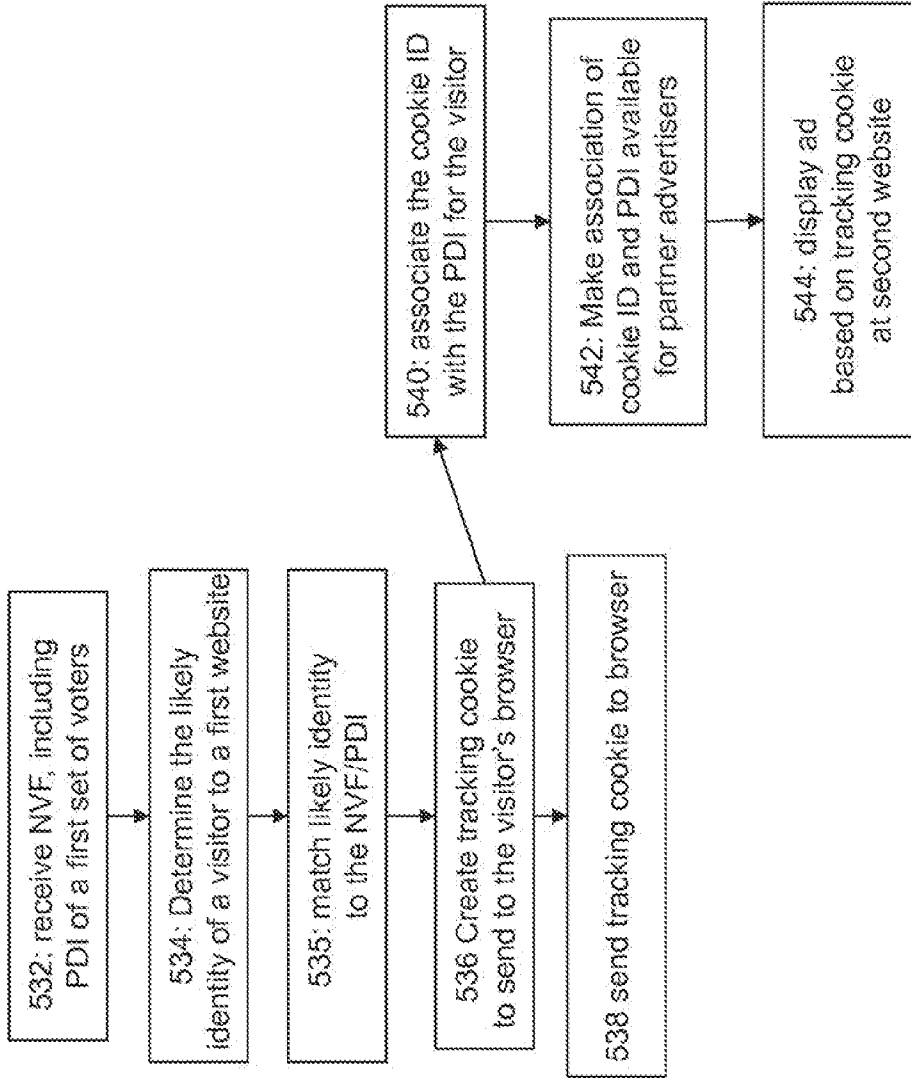 532: receive NVF, including
PDI of a first set of voters
534: Determine the likely
identity of a visitor to a first website
535: match likely identity
to the NVF/PDI
536 Create tracking cookie
to send to the visitor's browser
538 send tracking cookie to browser
540: associate the cookie ID
with the PDI for the visitor
542: Make association of
cookie ID and PDI available
for partner advertisers
544: display ad
based on tracking cookie
at second website